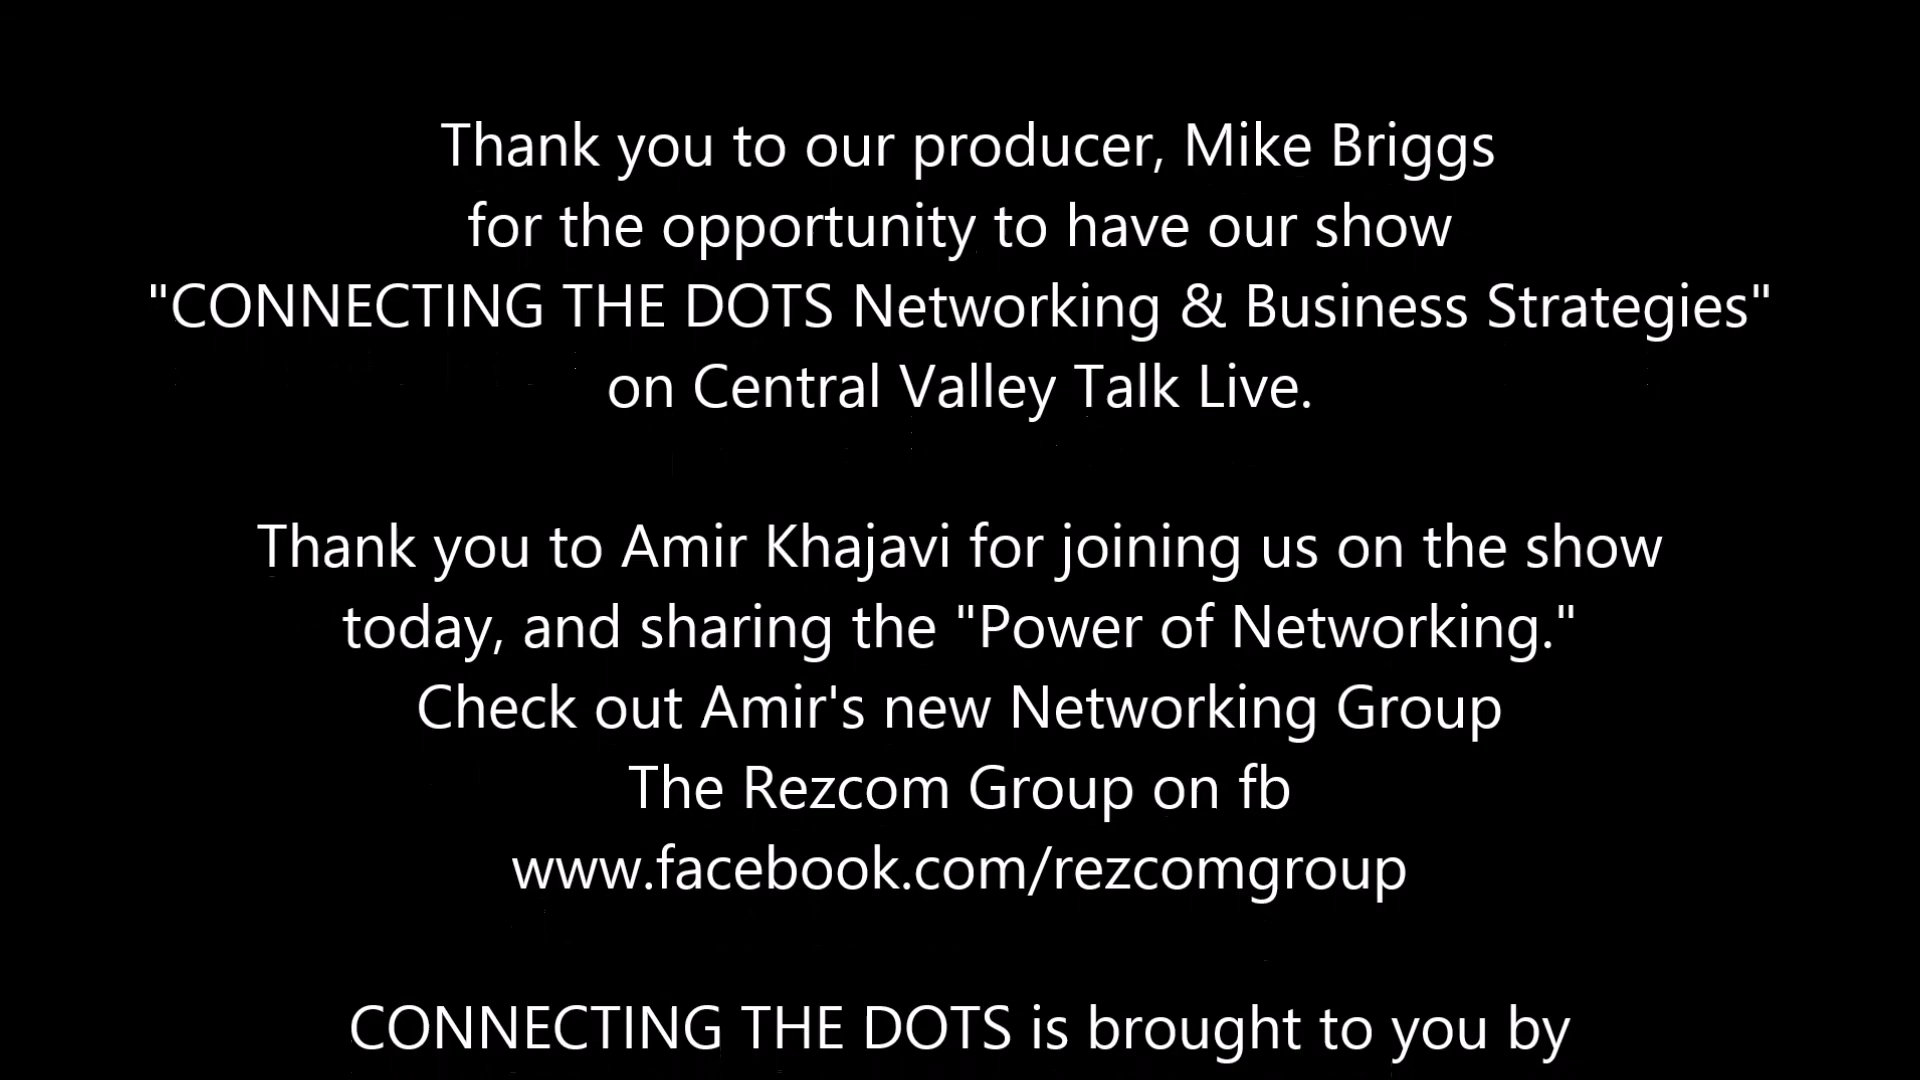 Thank you to our producer, Mike Briggs
for the opportunity to have our show
"CONNECTING THE DOTS Networking & Business Strategies"
on Central Valley Talk Live.
Thank you to Amir Khajavi for joining us on the show
today, and sharing the "Power of Networking."
Check out Amir's new Networking Group
The Rezcom Group on fb
www.facebook.com/rezcomgroup
CONNECTING THE DOTS is brought to you by